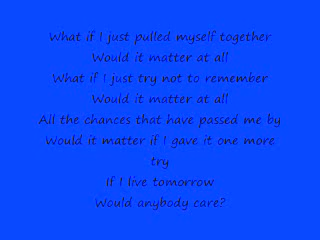 What if I just pulled myself together
Would it matter at all
What if I just try not to remember
Would it matter at all
All the chances that have passed me by
Would it matter if I gave it one more
try
If I live tomorrow
Would anybody care?